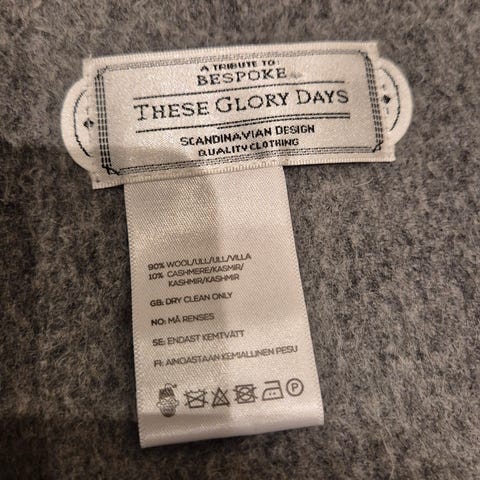 A TRIBUTE TO:
BESPOKE
THESE GLORY DAYS
SCANDINAVIAN DESIGN
QUALITY CLOTHING
90% WOOL/ULL/ULL/VILLA
10% CASHMERE/KASMIR/
KASHMIR/KASHMIR
GB: DRY CLEAN ONLY
NO: MÅ RENSES
SE: ENDAST KEMTVÄTT
FI: AINOASTAAN KEMIALLINEN PESU
P